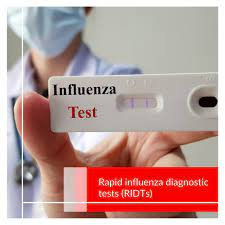 Influenza
Test
Rapid influenza diagnostic
tests (RIDTs)